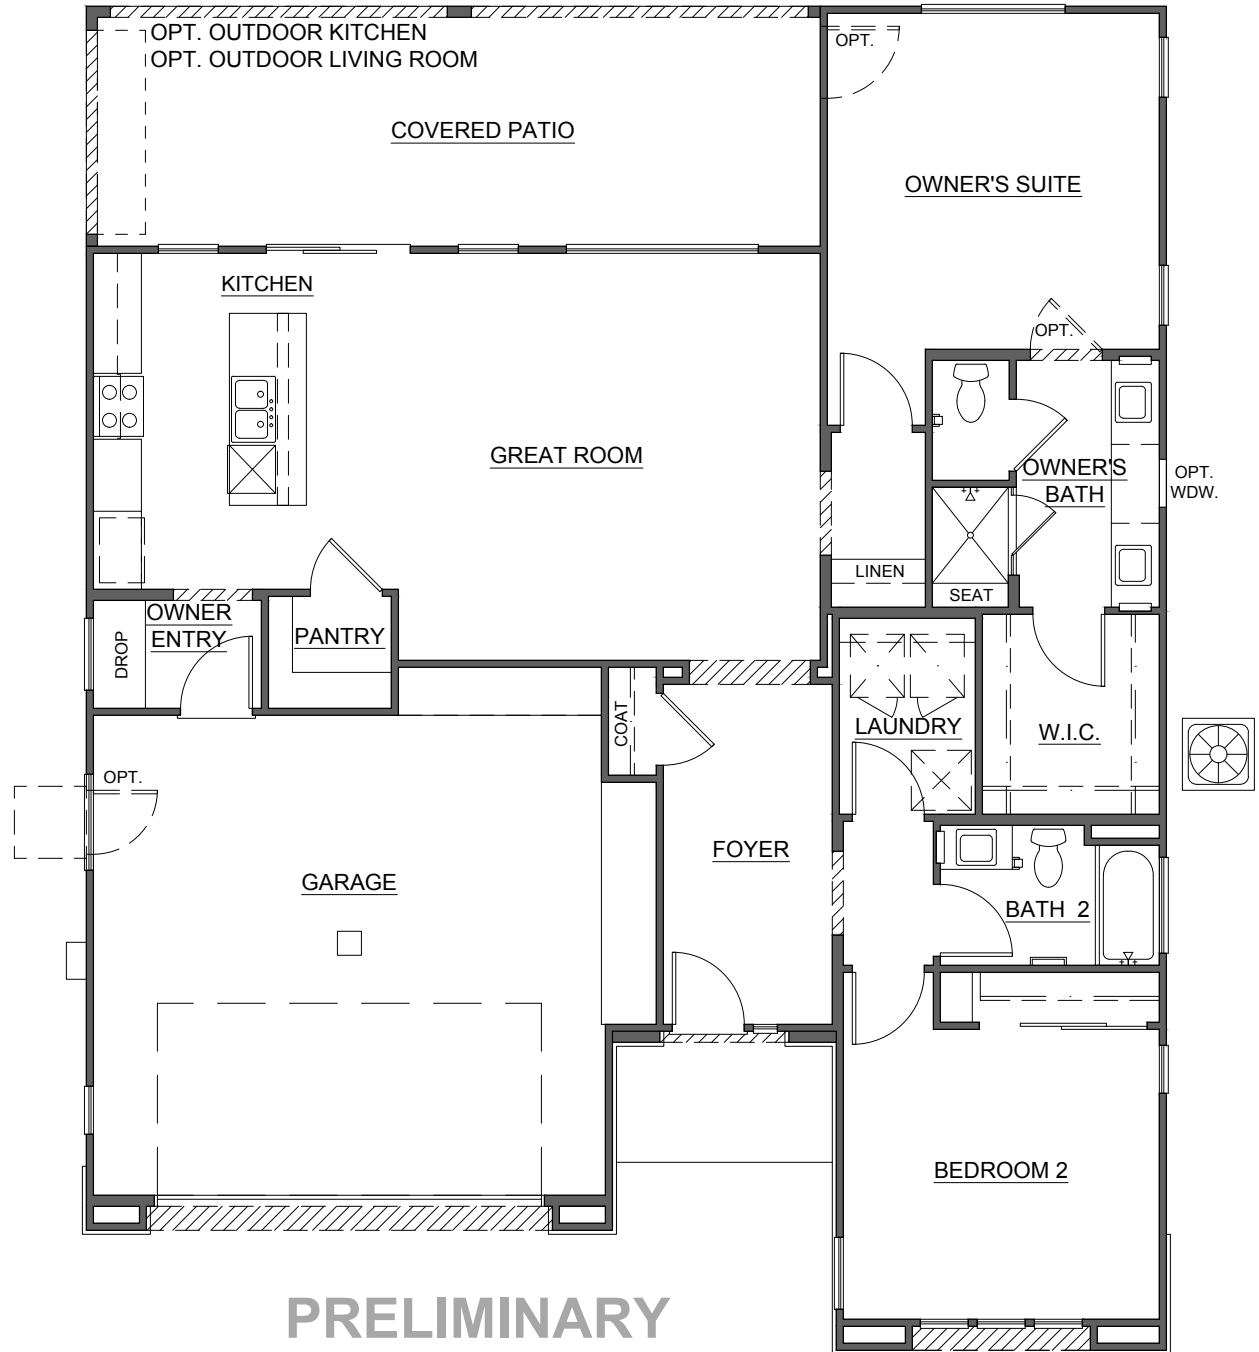 OPT. OUTDOOR KITCHEN
OPT. OUTDOOR LIVING ROOM
OPT.
COVERED PATIO
OWNER'S SUITE
KITCHEN
OPT.
GREAT ROOM
OWNER'S
BATH
OPT.
WDW.
LINEN
SEAT
OWNER
ENTRY
DROP
PANTRY
COAT
LAUNDRY
W.I.C.
OPT.
FOYER
GARAGE
BATH 2
BEDROOM 2
PRELIMINARY